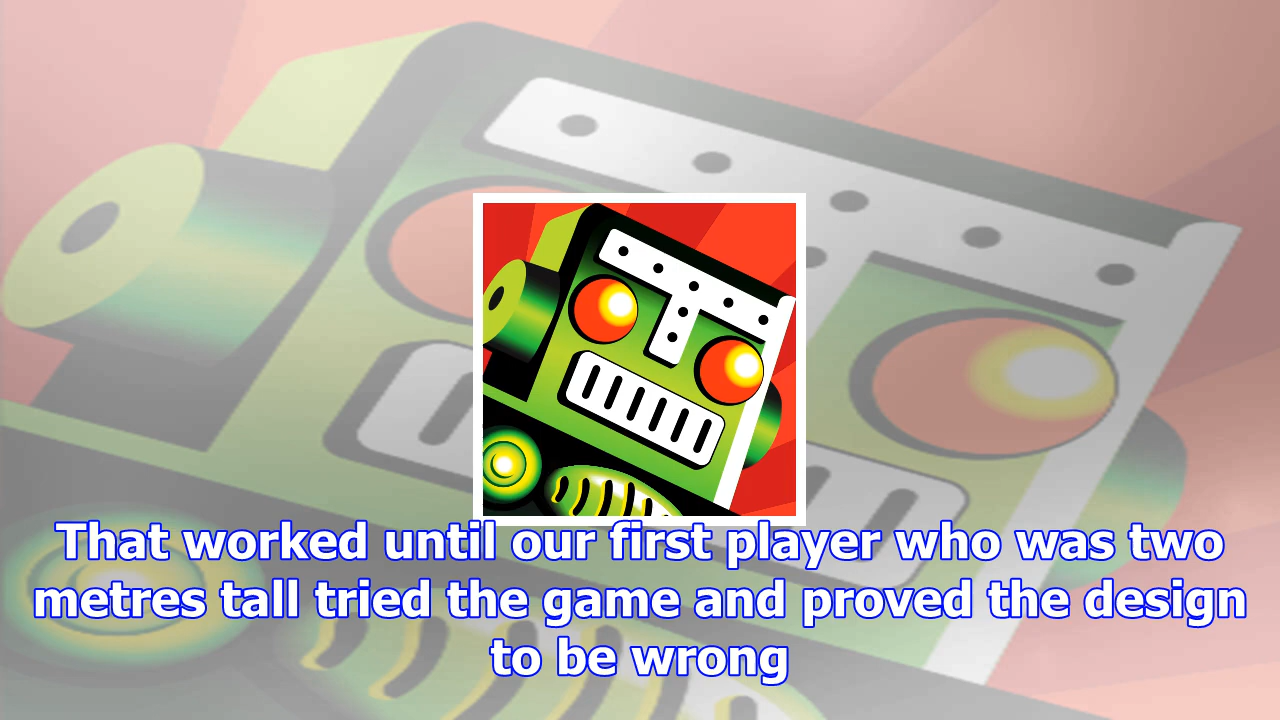 That worked until our first player who was two
metres tall tried the game and proved the design
to be wrong